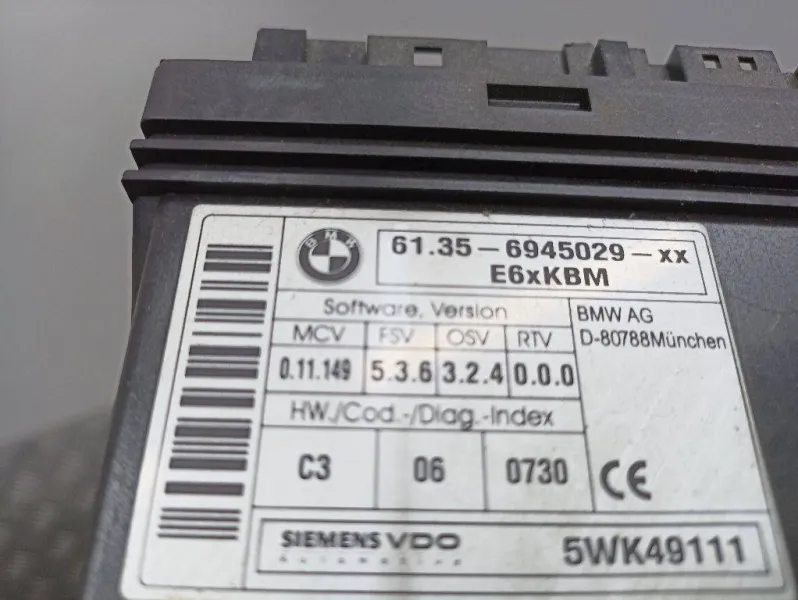 BMW
61.35-6945029-xx
E6xKBM
Software, Version
MCV FSV OSV RTV
0.11.149 5.3.6 3.2.4 0.0.0
BMW AG
D-80788München
HW./Cod.-/Diag.-Index
C3 06 0730
CE
SIEMENS VDO
Automotive
5WK49111